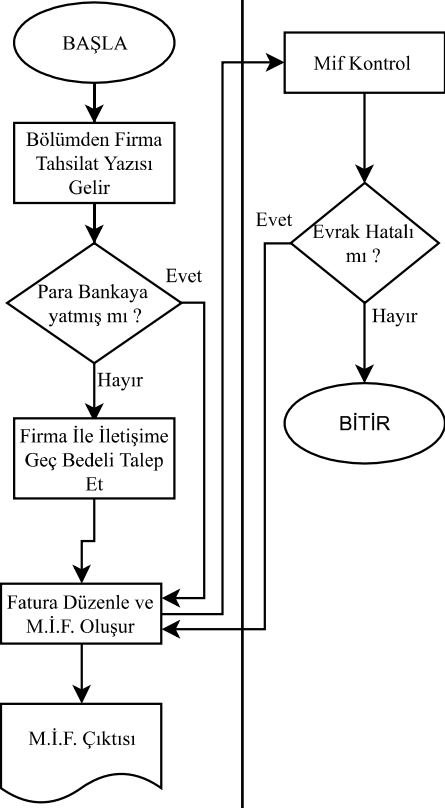 BAŞLA
Bölümden Firma
Tahsilat Yazısı
Gelir
Para Bankaya
yatmış mı ?
Evet
Hayır
Firma İle İletişime
Geç Bedeli Talep
Et
Fatura Düzenle ve
M.İ.F. Oluşur
M.İ.F. Çıktısı
Mif Kontrol
Evrak Hatalı
mı ?
Evet
Hayır
BİTİR